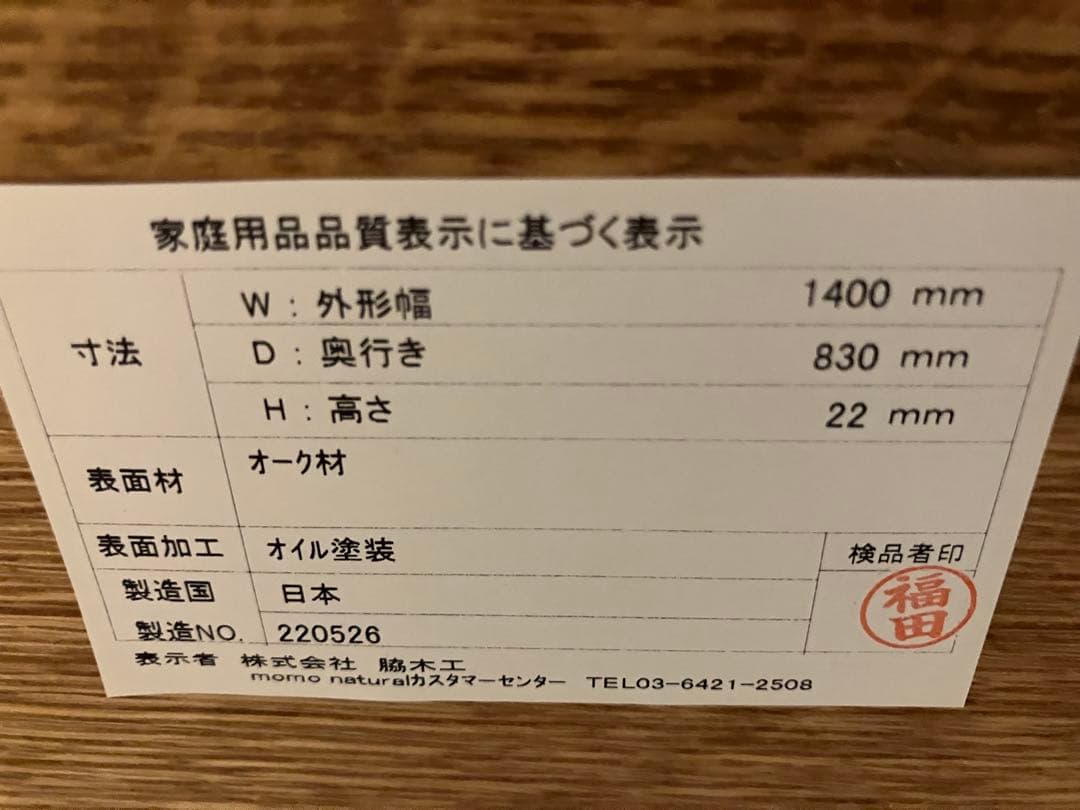 家庭用品品質表示に基づく表示
寸法
W：外形幅 1400 mm
D：奥行き 830 mm
H：高さ 22 mm
表面材 オーク材
表面加工 オイル塗装 検品者印
製造国 日本 福田
製造NO. 220526
表示者 株式会社 脇木工
momo naturalカスタマーセンター TEL03-6421-2508